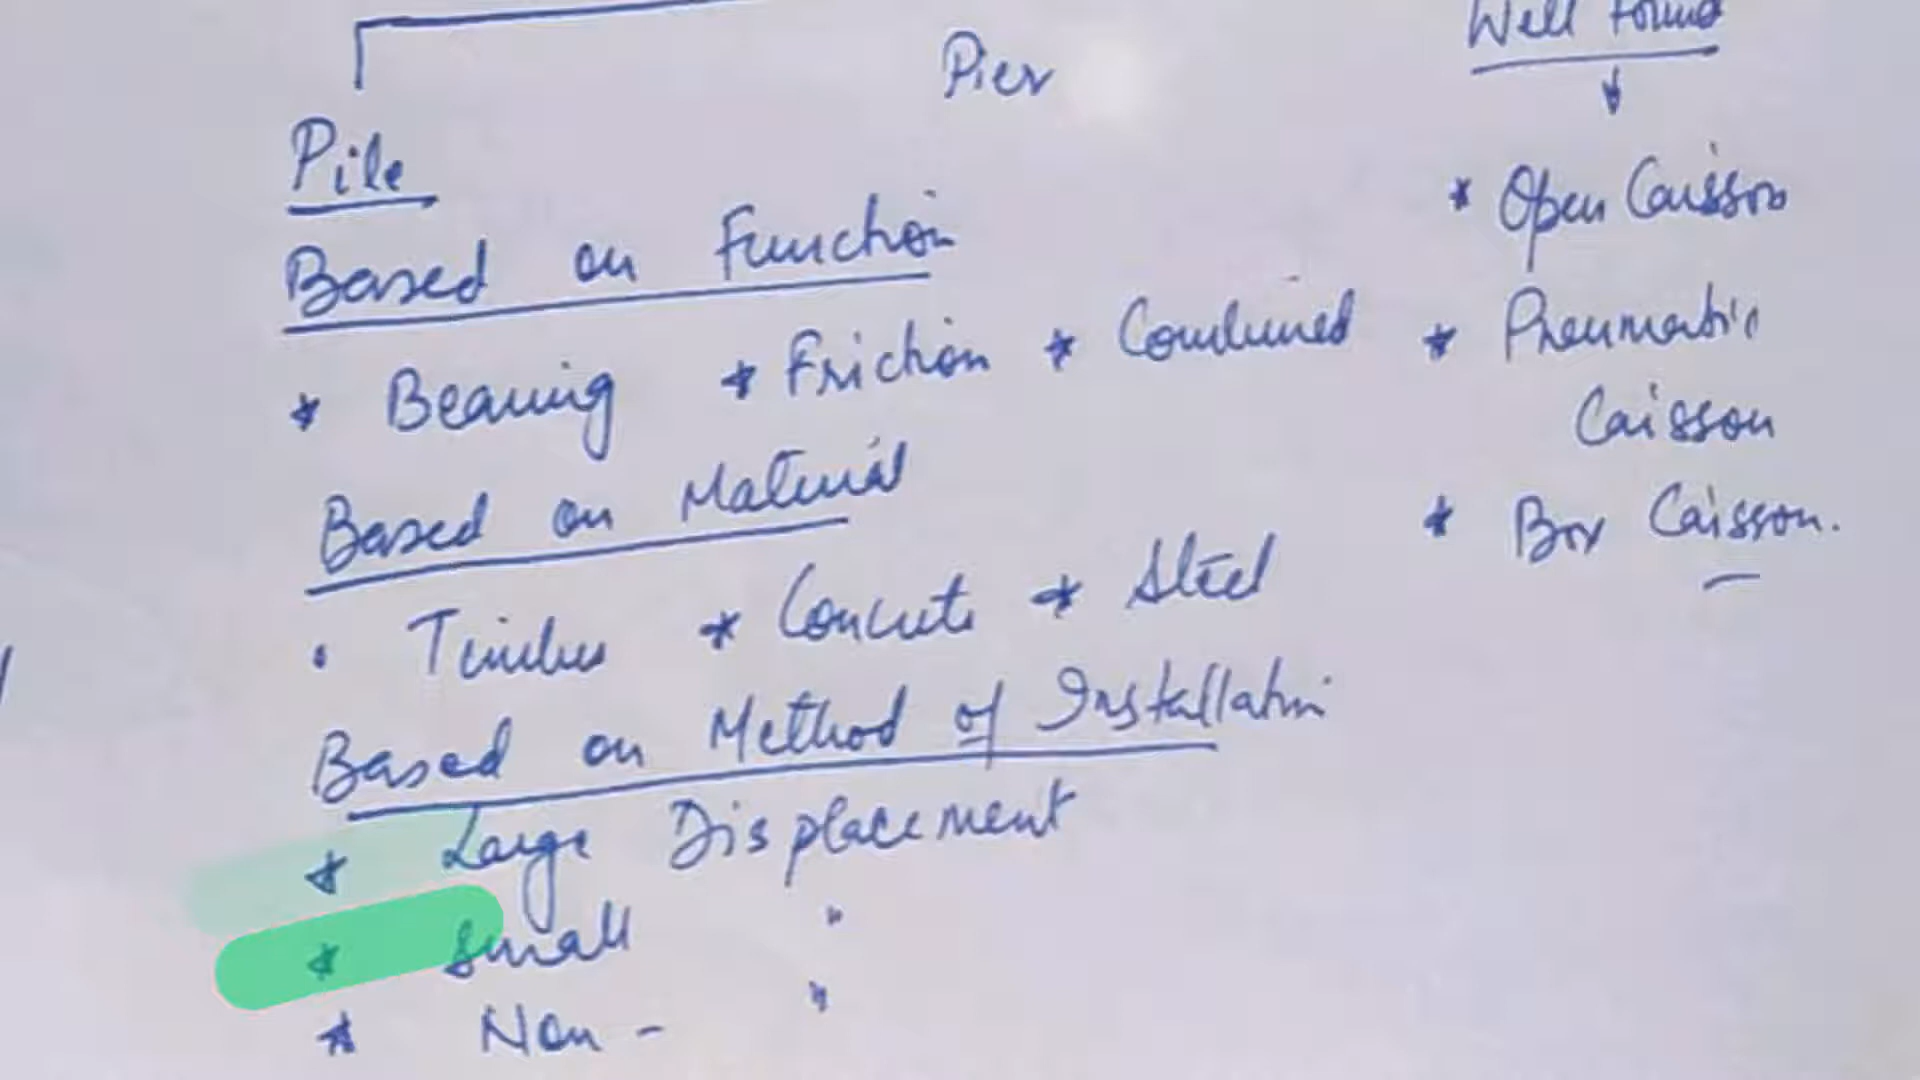 Pier
Pile
Based on Function
* Bearing * Friction * Combined
Based on Material
• Timber * Concrete * Steel
Based on Method of Installation
* Large Displacement
* Small "
* Non - "
Well
* Open Caisson
* Pneumatic
Caisson
* Box Caisson.